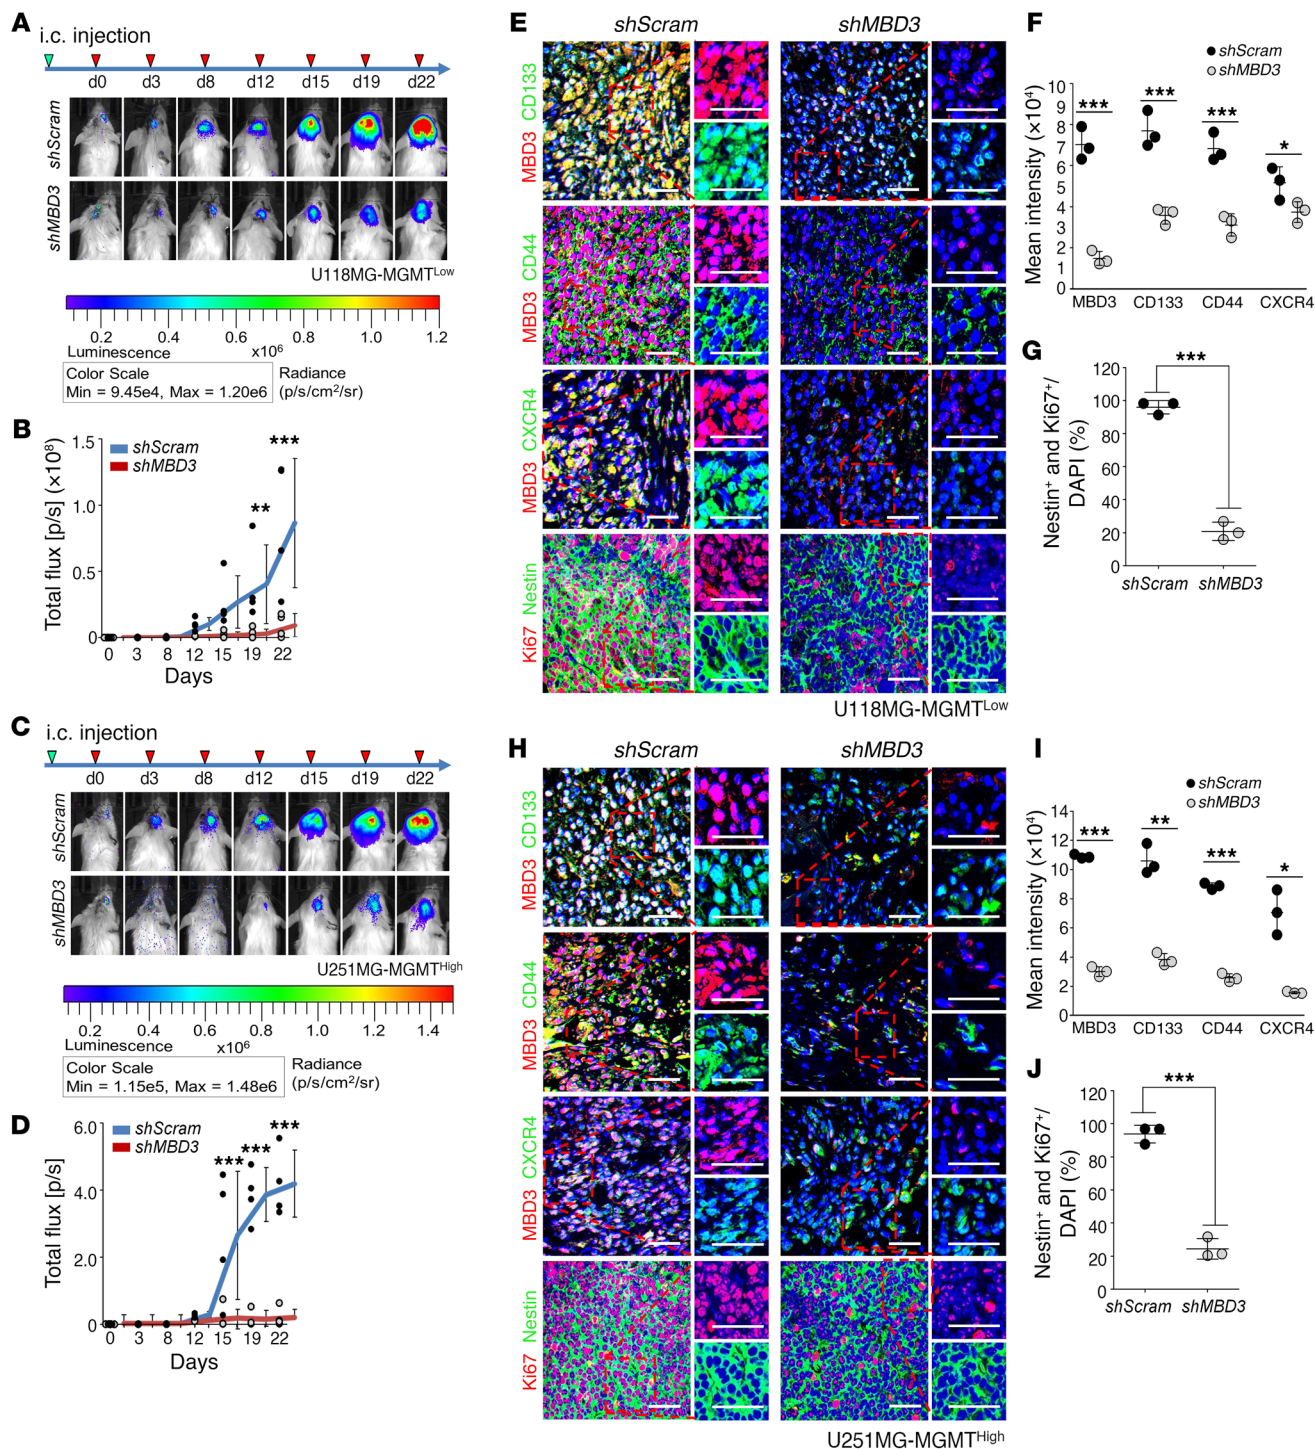 A
i.c. injection
d0 d3 d8 d12 d15 d19 d22
shScram
shMBD3
U118MG-MGMTLow
0.2 0.4 0.6 0.8 1.0 1.2
Luminescence x10⁶
Color Scale
Min = 9.45e4, Max = 1.20e6
Radiance
(p/s/cm²/sr)
B
shScram
shMBD3
Total flux [p/s] (×10⁸)
1.5
1.0
0.5
0
** ***
0 3 8 12 15 19 22
Days
C
i.c. injection
d0 d3 d8 d12 d15 d19 d22
shScram
shMBD3
U251MG-MGMTHigh
0.2 0.4 0.6 0.8 1.0 1.2 1.4
Luminescence x10⁶
Color Scale
Min = 1.15e5, Max = 1.48e6
Radiance
(p/s/cm²/sr)
D
shScram
shMBD3
Total flux [p/s]
6.0
4.0
2.0
0
*** *** ***
0 3 8 12 15 19 22
Days
E
shScram shMBD3
MBD3 CD133
MBD3 CD44
MBD3 CXCR4
Ki67 Nestin
U118MG-MGMTLow
F
shScram
shMBD3
Mean intensity (×10⁴)
10
9
8
7
6
5
4
3
2
1
0
*** *** *** *
MBD3 CD133 CD44 CXCR4
G
Nestin⁺ and Ki67⁺/
DAPI (%)
120
100
80
60
40
20
0
***
shScram shMBD3
H
shScram shMBD3
MBD3 CD133
MBD3 CD44
MBD3 CXCR4
Ki67 Nestin
U251MG-MGMTHigh
I
shScram
shMBD3
Mean intensity (×10⁴)
14
12
10
8
6
4
2
0
*** ** *** *
MBD3 CD133 CD44 CXCR4
J
Nestin⁺ and Ki67⁺/
DAPI (%)
120
100
80
60
40
20
0
***
shScram shMBD3